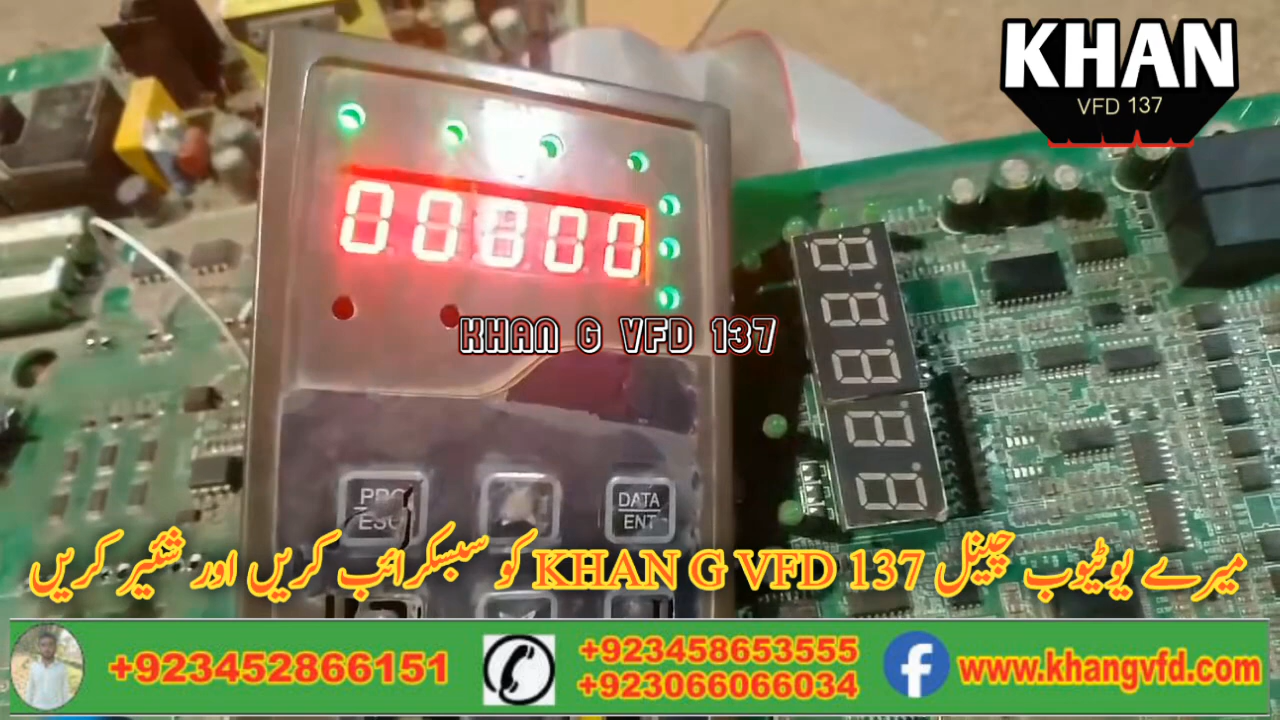 KHAN
VFD 137
00800
KHAN G VFD 137
PRG
ESC
DATA
ENT
میرے یوٹیوب چینل KHAN G VFD 137 کو سبسکرائب کریں اور شئیر کریں
+923452866151
+923458653555
+923066066034
www.khangvfd.com